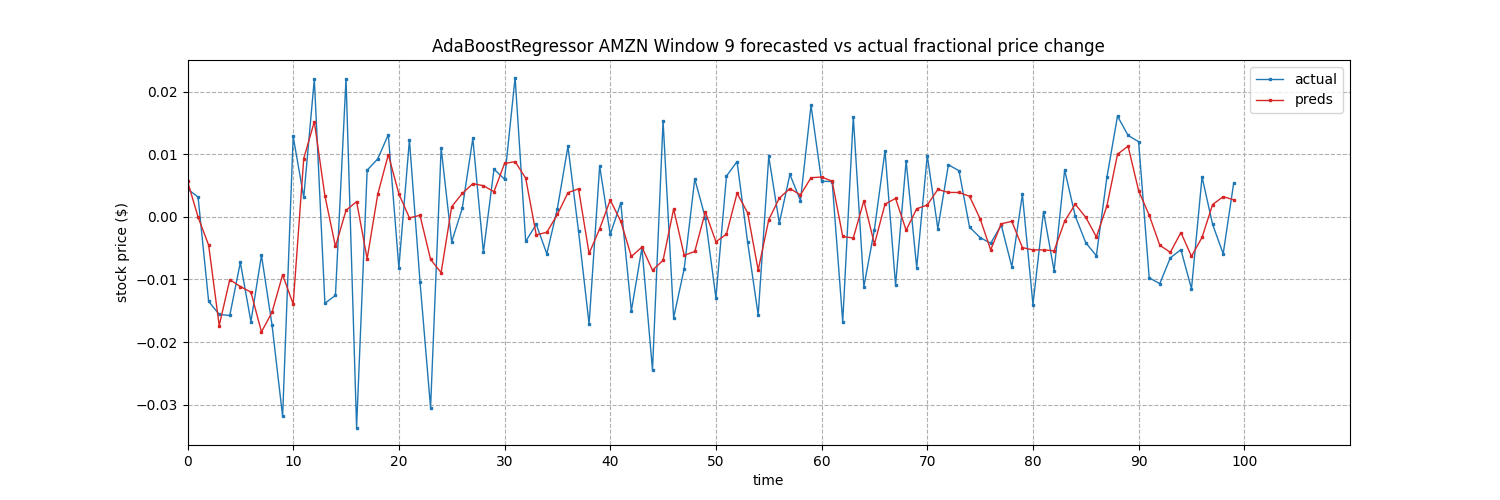 AdaBoostRegressor AMZN Window 9 forecasted vs actual fractional price change
actual
preds
stock price ($)
0.02
0.01
0.00
−0.01
−0.02
−0.03
0 10 20 30 40 50 60 70 80 90 100
time